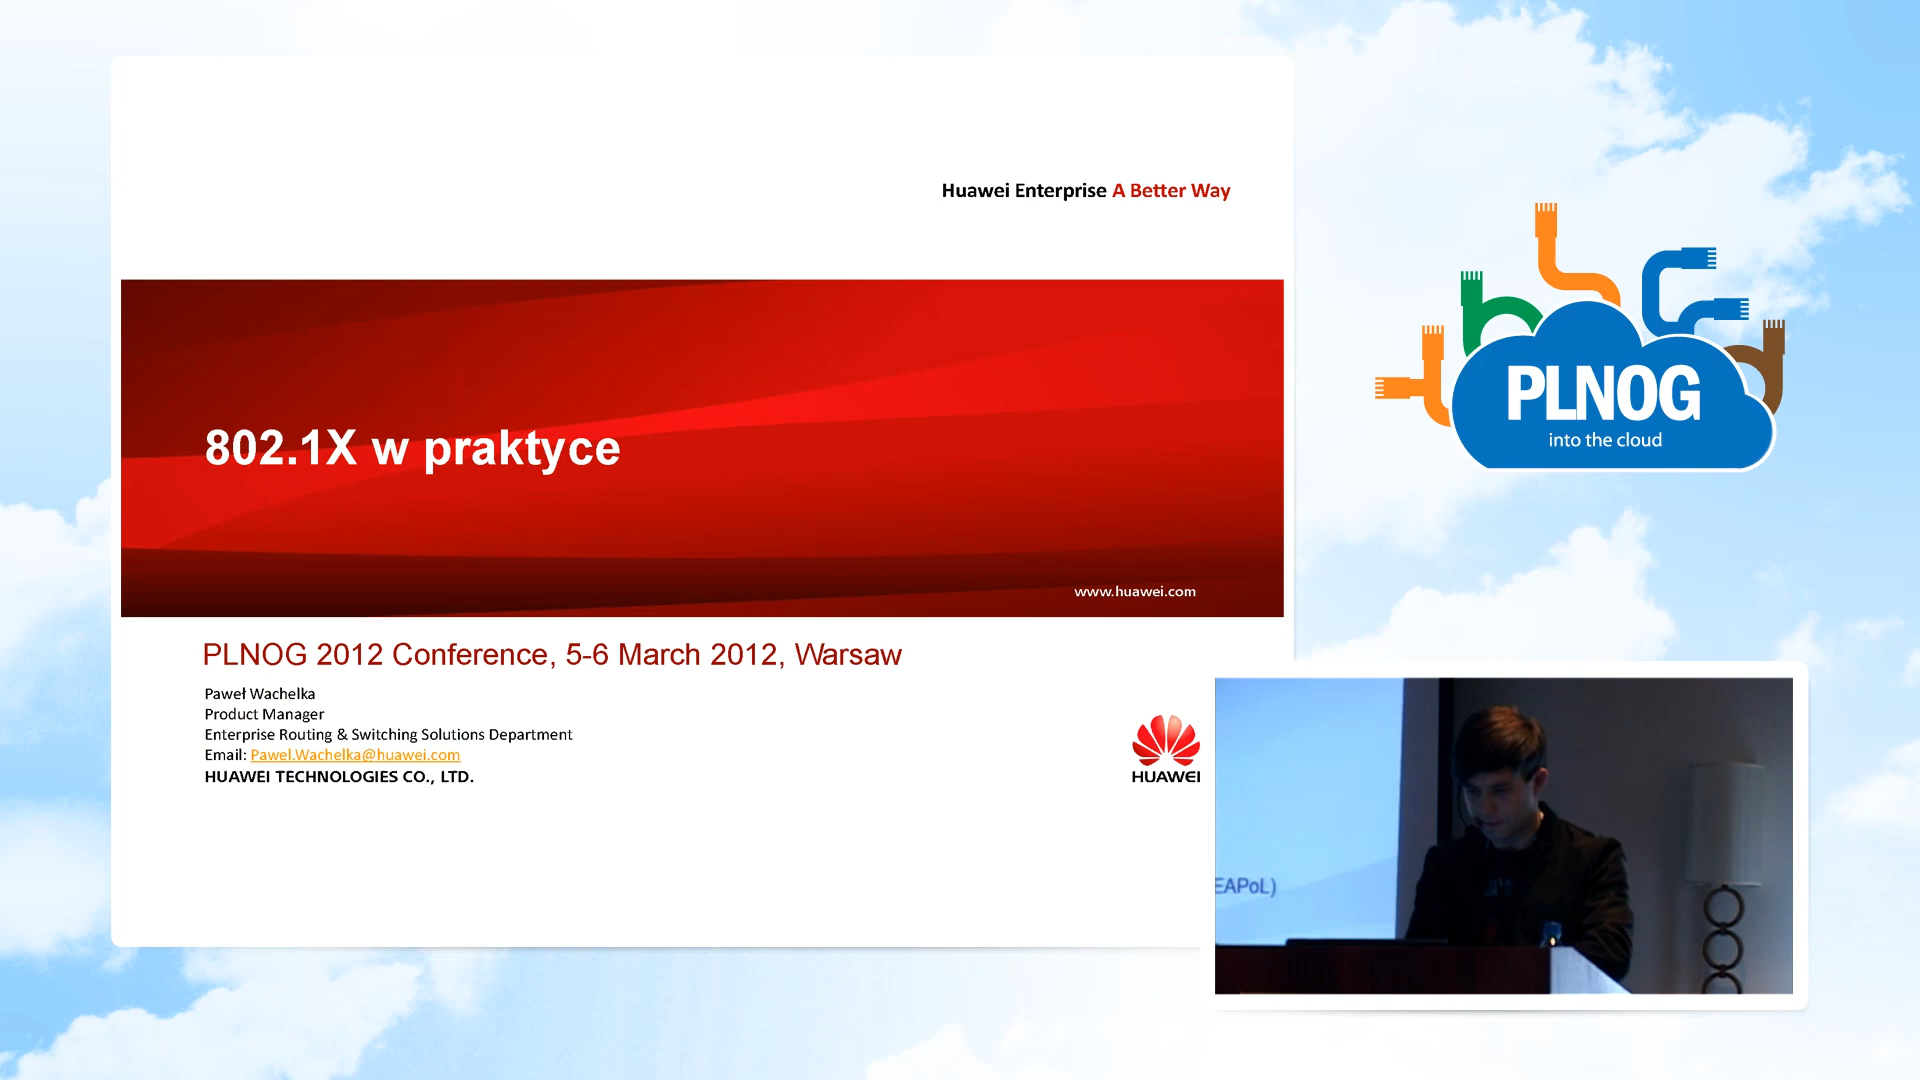 Huawei Enterprise A Better Way
802.1X w praktyce
www.huawei.com
PLNOG 2012 Conference, 5-6 March 2012, Warsaw
Paweł Wachelka
Product Manager
Enterprise Routing & Switching Solutions Department
Email: Pawel.Wachelka@huawei.com
HUAWEI TECHNOLOGIES CO., LTD.
HUAWEI
PLNOG
into the cloud
EAPoL)